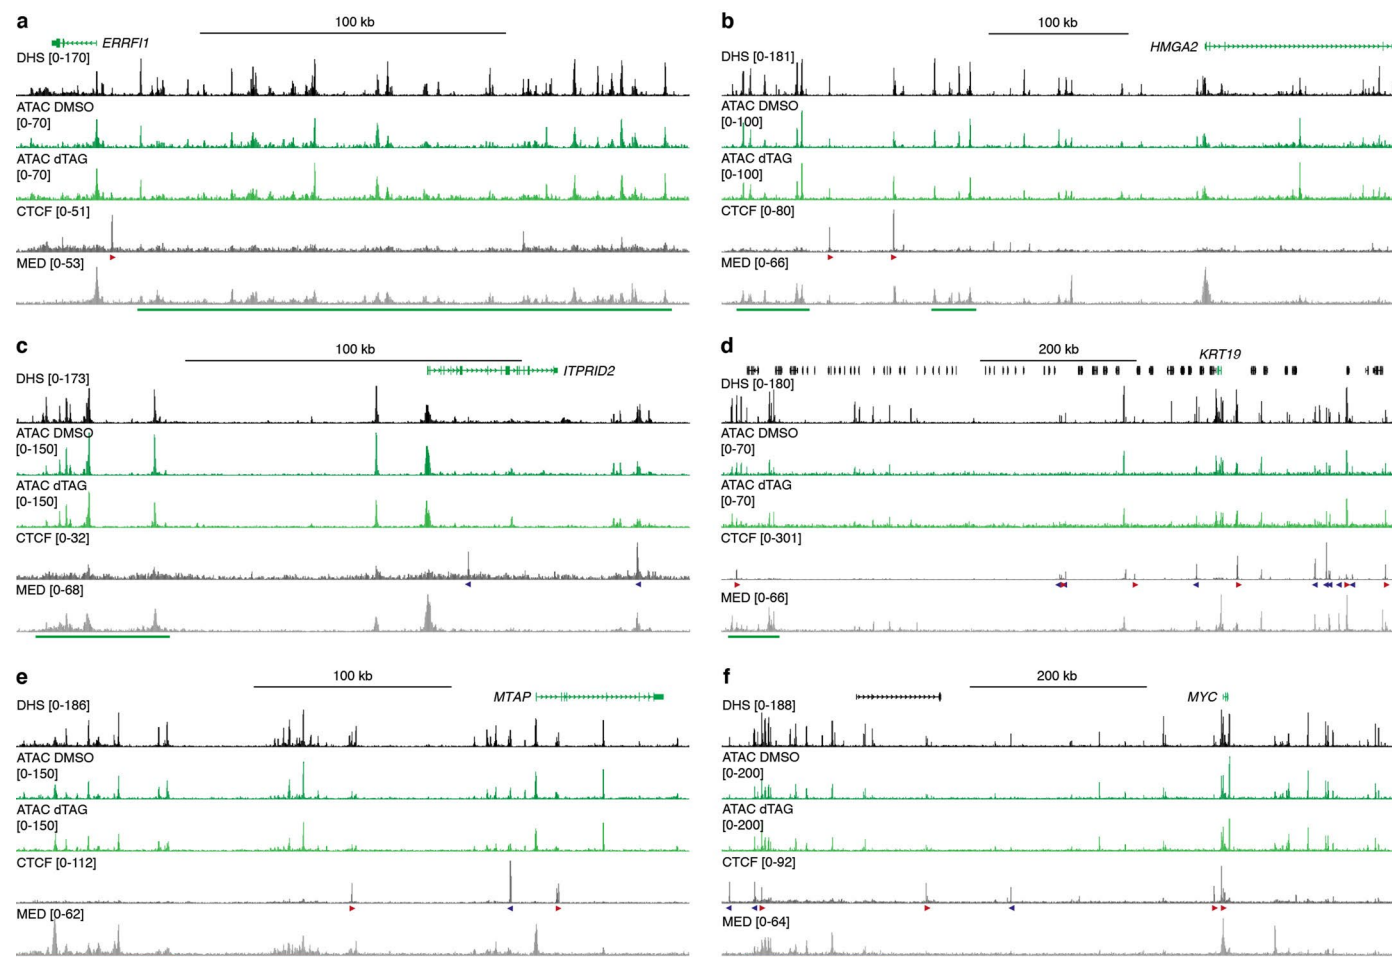 a
100 kb
ERRFI1
DHS [0-170]
ATAC DMSO
[0-70]
ATAC dTAG
[0-70]
CTCF [0-51]
MED [0-53]
b
100 kb
HMGA2
DHS [0-181]
ATAC DMSO
[0-100]
ATAC dTAG
[0-100]
CTCF [0-80]
MED [0-66]
c
100 kb
ITPRID2
DHS [0-173]
ATAC DMSO
[0-150]
ATAC dTAG
[0-150]
CTCF [0-32]
MED [0-68]
d
200 kb
KRT19
DHS [0-180]
ATAC DMSO
[0-70]
ATAC dTAG
[0-70]
CTCF [0-301]
MED [0-66]
e
100 kb
MTAP
DHS [0-186]
ATAC DMSO
[0-150]
ATAC dTAG
[0-150]
CTCF [0-112]
MED [0-62]
f
200 kb
MYC
DHS [0-188]
ATAC DMSO
[0-200]
ATAC dTAG
[0-200]
CTCF [0-92]
MED [0-64]